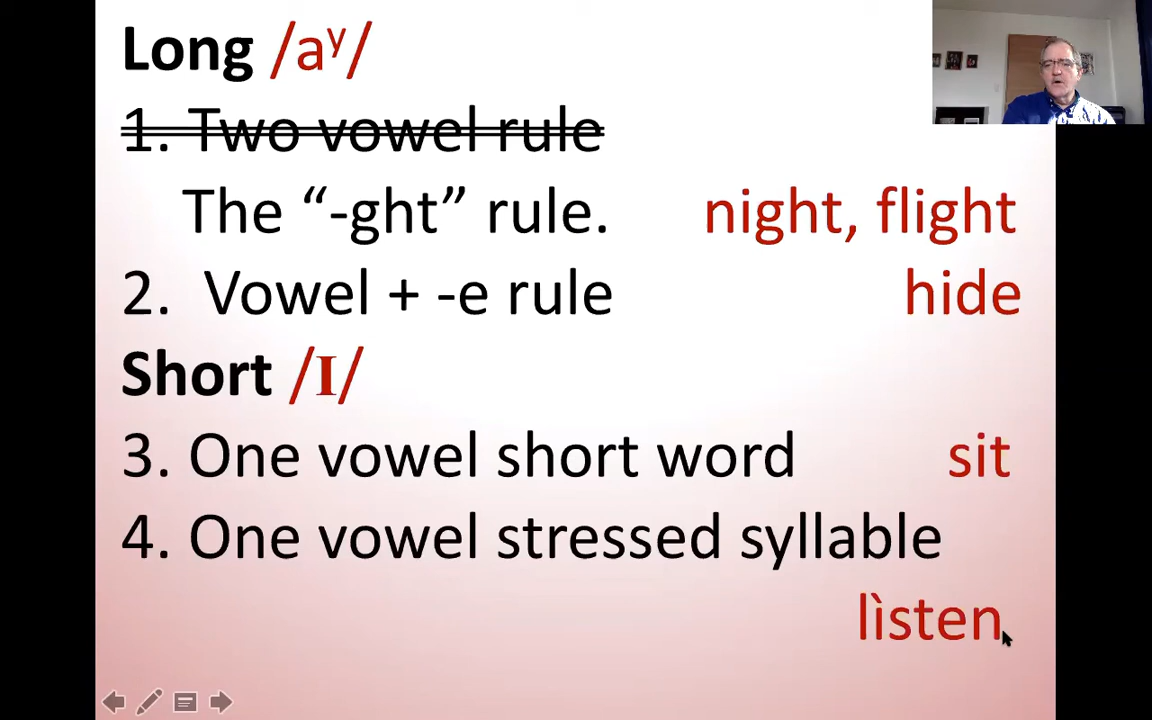 Long /aʸ/
1. Two vowel rule
The “-ght” rule. night, flight
2. Vowel + -e rule hide
Short /I/
3. One vowel short word sit
4. One vowel stressed syllable
lìsten